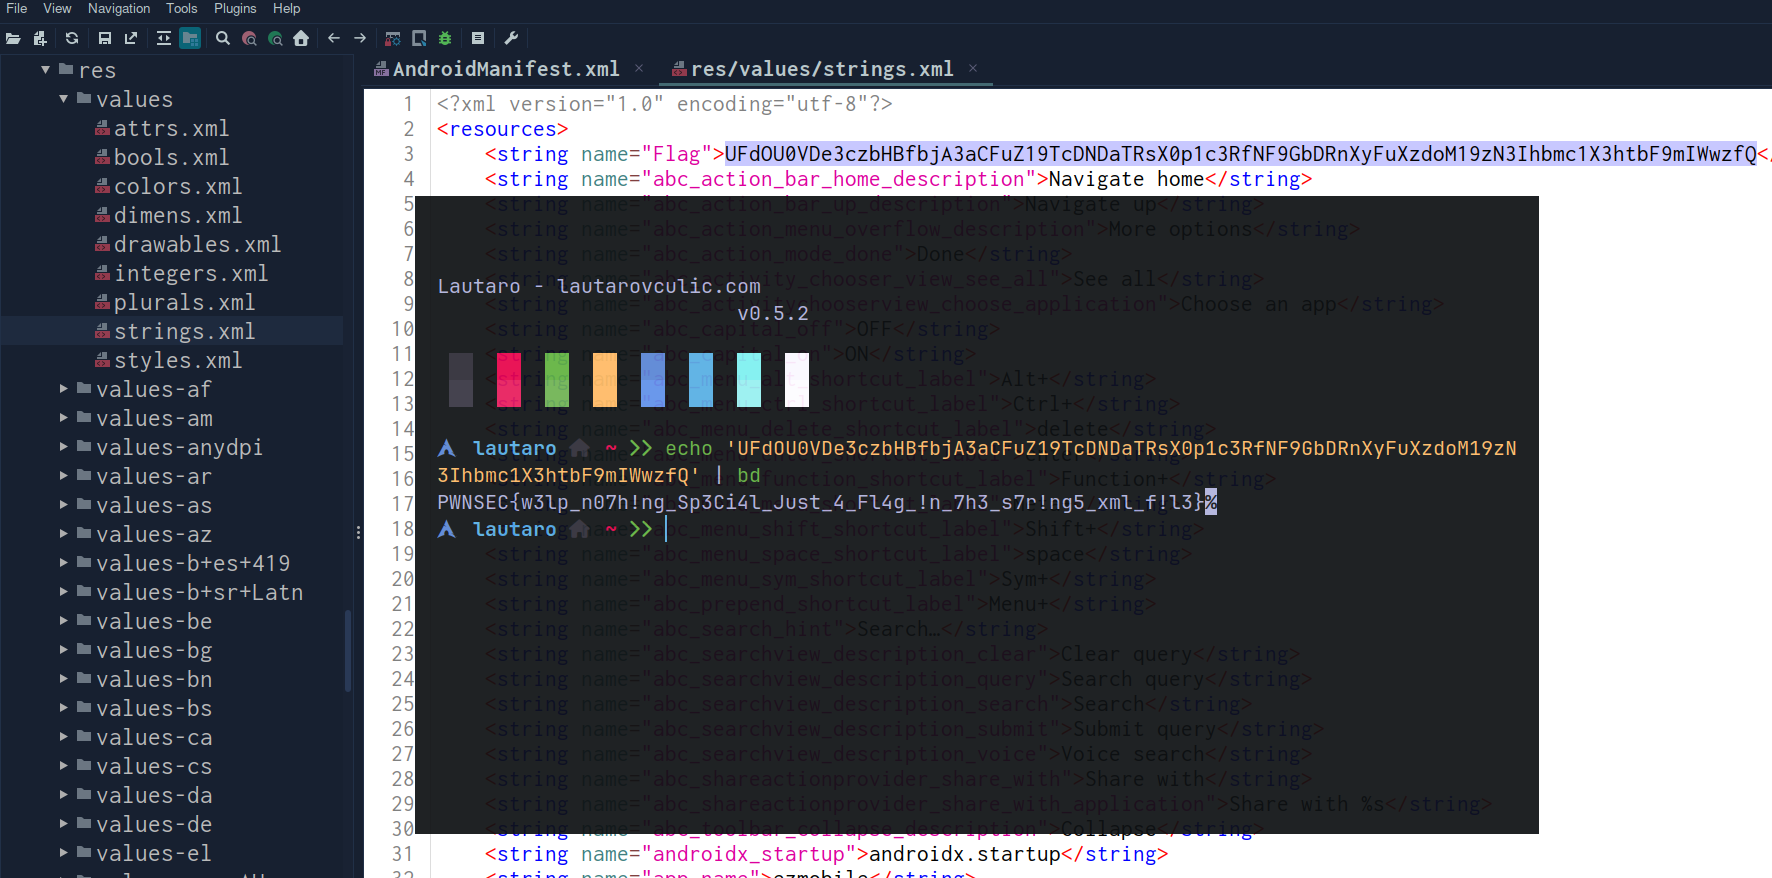 File View Navigation Tools Plugins Help
res
values
attrs.xml
bools.xml
colors.xml
dimens.xml
drawables.xml
integers.xml
plurals.xml
strings.xml
styles.xml
values-af
values-am
values-anydpi
values-ar
values-as
values-az
values-b+es+419
values-b+sr+Latn
values-be
values-bg
values-bn
values-bs
values-ca
values-cs
values-da
values-de
values-el
AndroidManifest.xml × res/values/strings.xml ×
1 <?xml version="1.0" encoding="utf-8"?>
2 <resources>
3 <string name="Flag">UFdOU0VDe3czbHBfbjA3aCFuZ19TcDNDaTRsX0p1c3RfNF9GbDRnXyFuXzdoM19zN3Ihbmc1X3htbF9mIWwzfQ<
4 <string name="abc_action_bar_home_description">Navigate home</string>
5 <string name="abc_action_bar_up_description">Navigate up</string>
6 <string name="abc_action_menu_overflow_description">More options</string>
7 <string name="abc_action_mode_done">Done</string>
8 <string name="abc_activity_chooser_view_see_all">See all</string>
9 <string name="abc_activitychooserview_choose_application">Choose an app</string>
10 <string name="abc_capital_off">OFF</string>
11 <string name="abc_capital_on">ON</string>
12 <string name="abc_menu_alt_shortcut_label">Alt+</string>
13 <string name="abc_menu_ctrl_shortcut_label">Ctrl+</string>
14 <string name="abc_menu_delete_shortcut_label">delete</string>
15
16 Function+</string>
17
18 <string name="abc_menu_shift_shortcut_label">Shift+</string>
19 <string name="abc_menu_space_shortcut_label">space</string>
20 <string name="abc_menu_sym_shortcut_label">Sym+</string>
21 <string name="abc_prepend_shortcut_label">Menu+</string>
22 <string name="abc_search_hint">Search…</string>
23 <string name="abc_searchview_description_clear">Clear query</string>
24 <string name="abc_searchview_description_query">Search query</string>
25 <string name="abc_searchview_description_search">Search</string>
26 <string name="abc_searchview_description_submit">Submit query</string>
27 <string name="abc_searchview_description_voice">Voice search</string>
28 <string name="abc_shareactionprovider_share_with">Share with</string>
29 <string name="abc_shareactionprovider_share_with_application">Share with %s</string>
30 <string name="abc_toolbar_collapse_description">Collapse</string>
31 <string name="androidx_startup">androidx.startup</string>
32 <string name="app_name">ezmobile</string>
Lautaro - lautarovculic.com
v0.5.2
lautaro ~ >> echo 'UFdOU0VDe3czbHBfbjA3aCFuZ19TcDNDaTRsX0p1c3RfNF9GbDRnXyFuXzdoM19zN
3Ihbmc1X3htbF9mIWwzfQ' | bd
PWNSEC{w3lp_n07h!ng_Sp3Ci4l_Just_4_Fl4g_!n_7h3_s7r!ng5_xml_f!l3}%
lautaro ~ >>